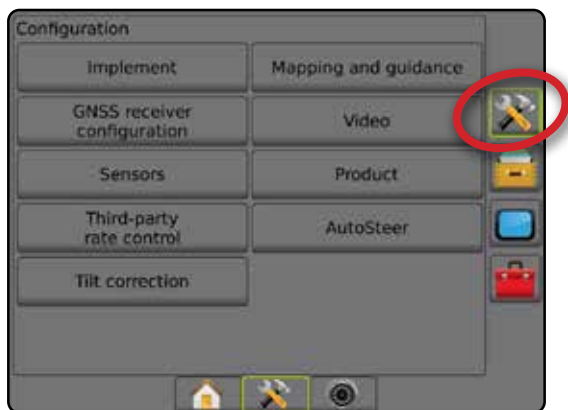 Configuration
Implement
Mapping and guidance
GNSS receiver
configuration
Video
Sensors
Product
Third-party
rate control
AutoSteer
Tilt correction